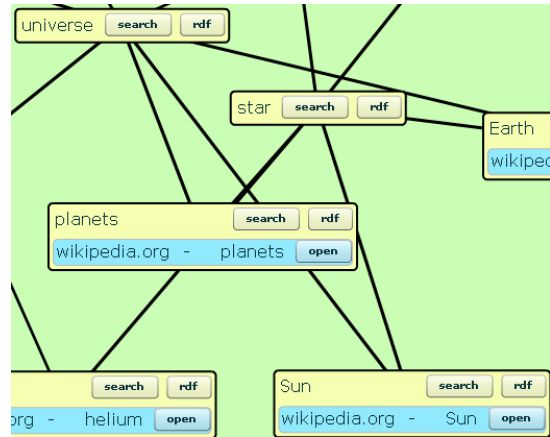 universe search rdf
star search rdf
Earth
planets search rdf
wikipedia.org - planets open
search rdf
helium open
Sun search rdf
wikipedia.org - Sun open